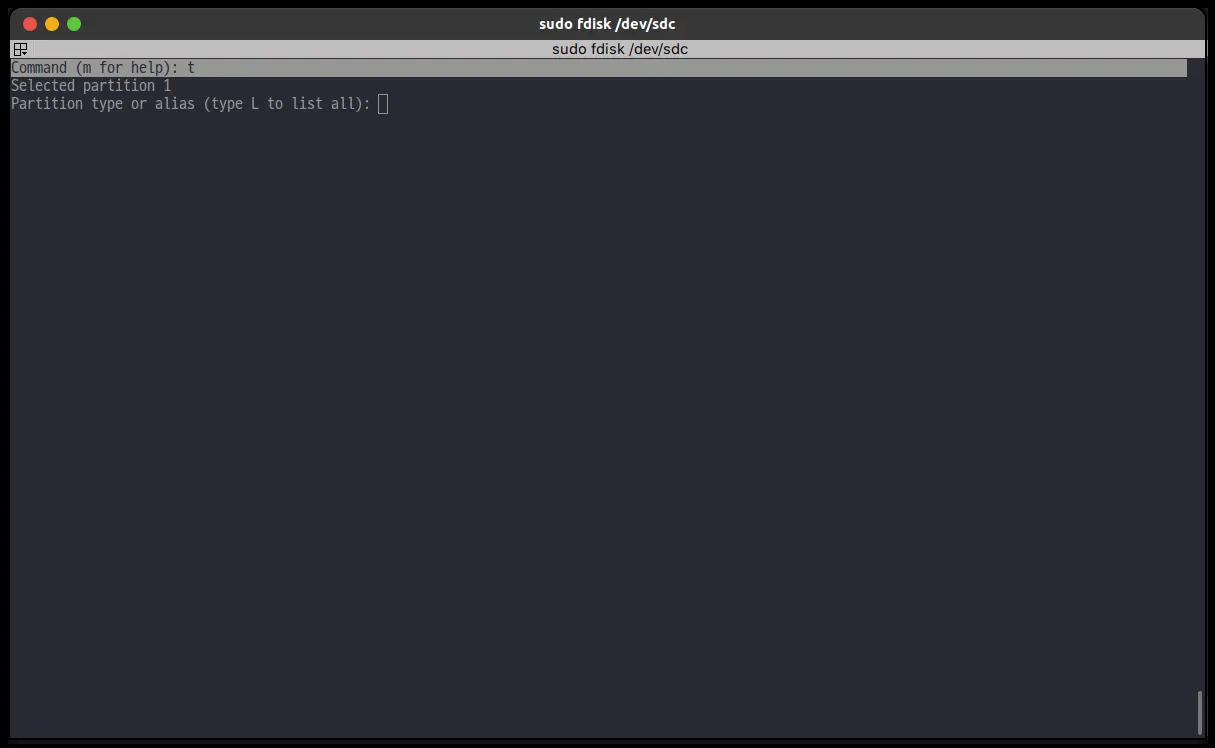 sudo fdisk /dev/sdc
sudo fdisk /dev/sdc
Command (m for help): t
Selected partition 1
Partition type or alias (type L to list all):